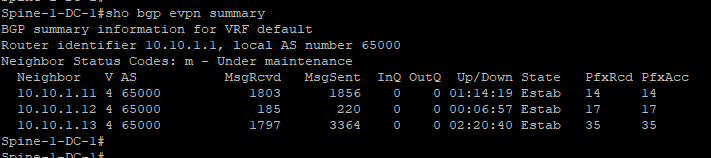 Spine-1-DC-1#sho bgp evpn summary
BGP summary information for VRF default
Router identifier 10.10.1.1, local AS number 65000
Neighbor Status Codes: m - Under maintenance
Neighbor V AS MsgRcvd MsgSent InQ OutQ Up/Down State PfxRcd PfxAcc
10.10.1.11 4 65000 1803 1856 0 0 01:14:19 Estab 14 14
10.10.1.12 4 65000 185 220 0 0 00:06:57 Estab 17 17
10.10.1.13 4 65000 1797 3364 0 0 02:20:40 Estab 35 35
Spine-1-DC-1#